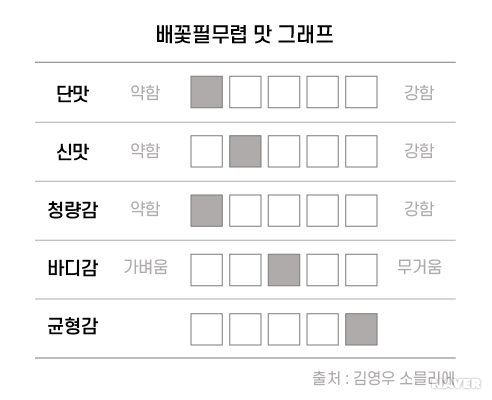 배꽃필무렵 맛 그래프
단맛 약함 강함
신맛 약함 강함
청량감 약함 강함
바디감 가벼움 무거움
균형감
출처 : 김영우 소믈리에
NAVER